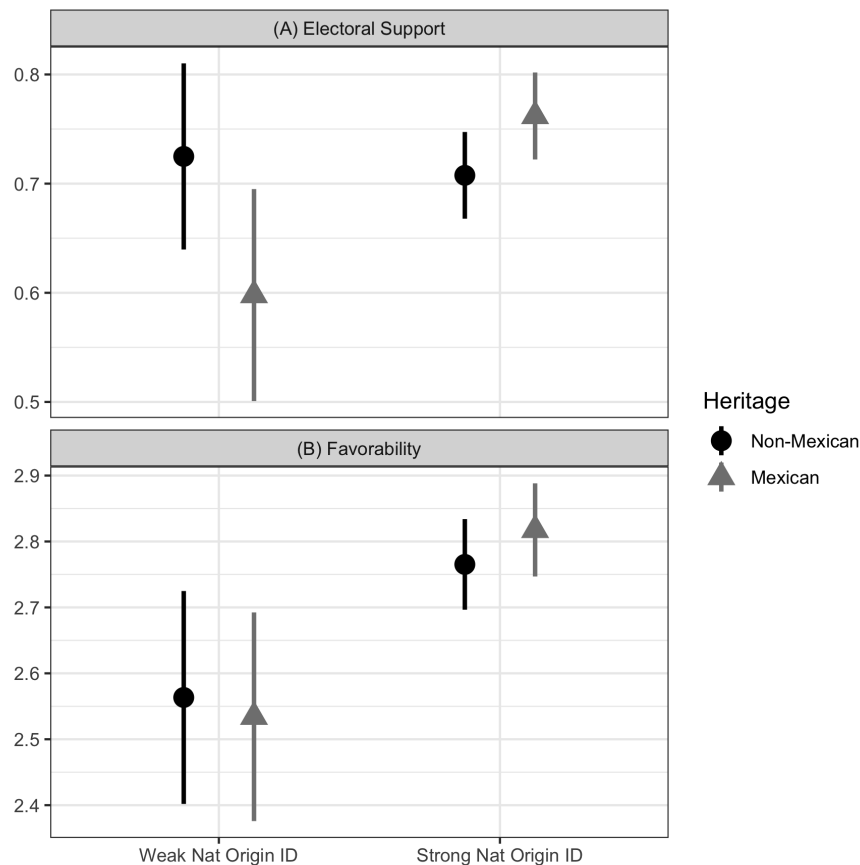 (A) Electoral Support
0.8
0.7
0.6
0.5
(B) Favorability
2.9
2.8
2.7
2.6
2.5
2.4
Weak Nat Origin ID
Strong Nat Origin ID
Heritage
Non-Mexican
Mexican